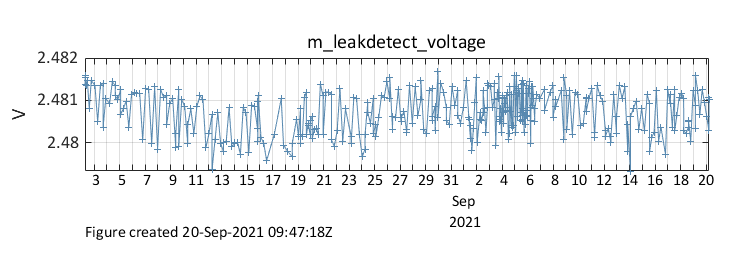 m_leakdetect_voltage
2.482
2.481
2.48
V
3 5 7 9 11 13 15 17 19 21 23 25 27 29 31 2 4 6 8 10 12 14 16 18 20
Sep
2021
Figure created 20-Sep-2021 09:47:18Z